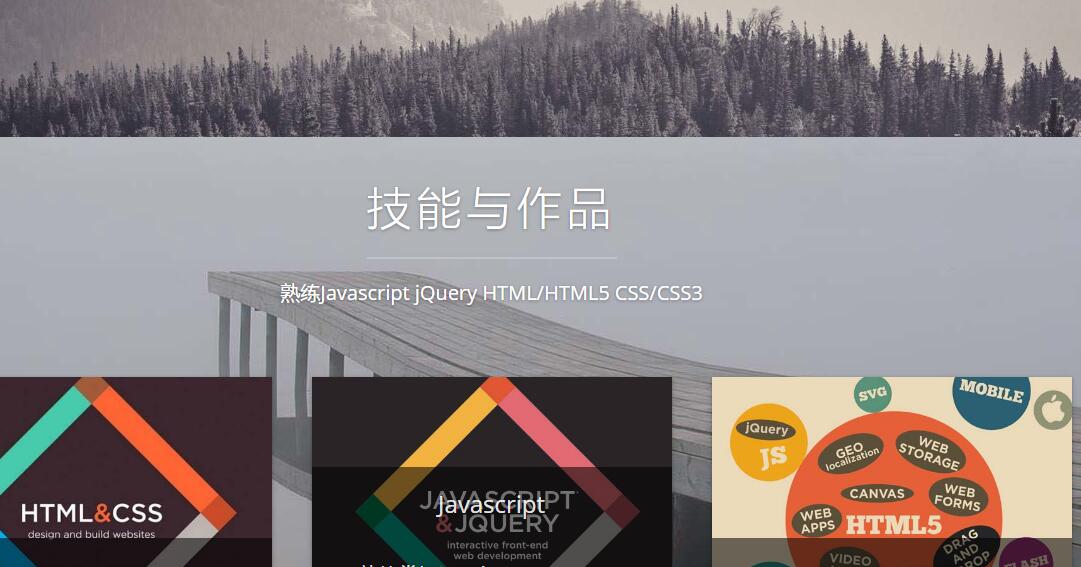 技能与作品
熟练Javascript jQuery HTML/HTML5 CSS/CSS3
HTML&CSS
design and build websites
JAVASCRIPT
&JQUERY
Javascript
interactive front-end
web development
SVG
MOBILE
jQuery
JS
GEO
localization
WEB
STORAGE
CANVAS
WEB
FORMS
WEB
APPS
HTML5
DRAG
AND
DROP
VIDEO
FLASH